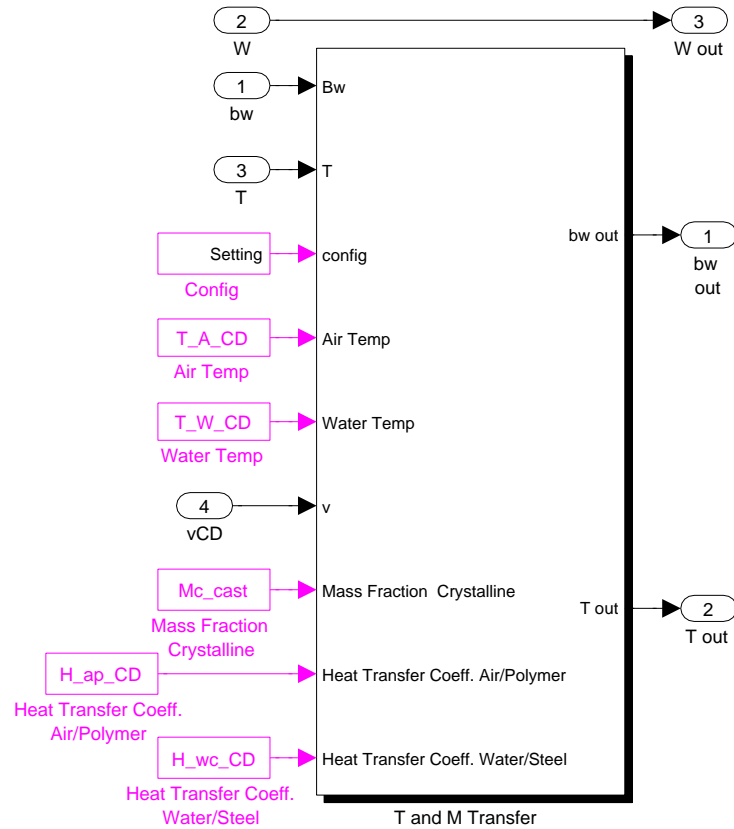 2
W
3
W out
1
bw
Bw
3
T
T
Setting
Config
config
bw out
1
bw
out
T_A_CD
Air Temp
Air Temp
T_W_CD
Water Temp
Water Temp
4
vCD
v
Mc_cast
Mass Fraction
Crystalline
Mass Fraction  Crystalline
T out
2
T out
H_ap_CD
Heat Transfer Coeff.
Air/Polymer
Heat Transfer Coeff. Air/Polymer
H_wc_CD
Heat Transfer Coeff.
Water/Steel
Heat Transfer Coeff. Water/Steel
T and M Transfer